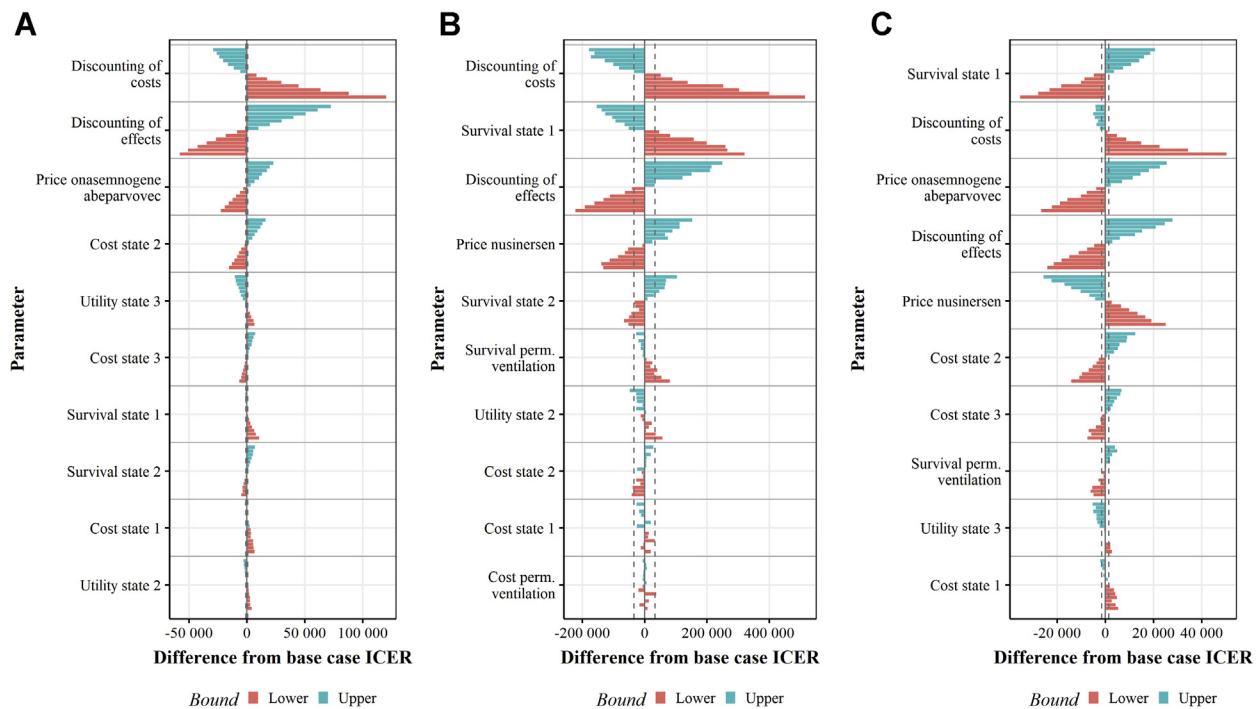 A
Parameter
Discounting of
costs
Discounting of
effects
Price onasemnogene
abeparvovec
Cost state 2
Utility state 3
Cost state 3
Survival state 1
Survival state 2
Cost state 1
Utility state 2
-50 000 0 50 000 100 000
Difference from base case ICER
Bound Lower Upper
B
Parameter
Discounting of
costs
Survival state 1
Discounting of
effects
Price nusinersen
Survival state 2
Survival perm.
ventilation
Utility state 2
Cost state 2
Cost state 1
Cost perm.
ventilation
-200 000 0 200 000 400 000
Difference from base case ICER
Bound Lower Upper
C
Parameter
Survival state 1
Discounting of
costs
Price onasemnogene
abeparvovec
Discounting of
effects
Price nusinersen
Cost state 2
Cost state 3
Survival perm.
ventilation
Utility state 3
Cost state 1
-20 000 0 20 000 40 000
Difference from base case ICER
Bound Lower Upper